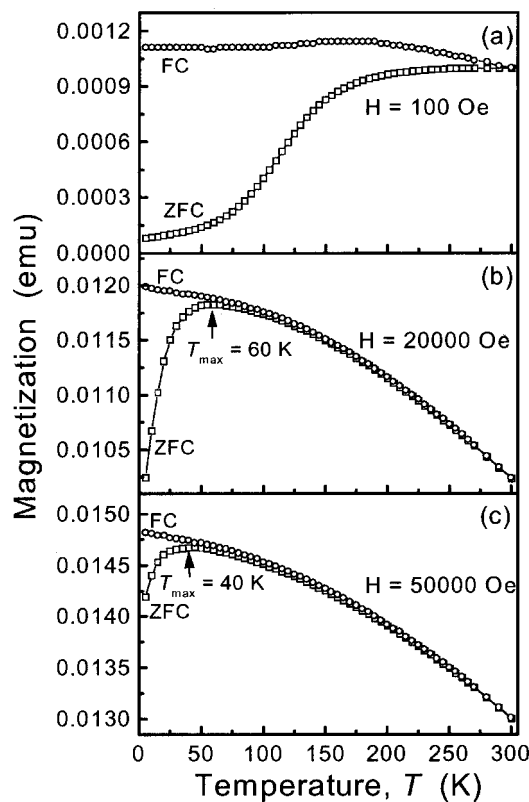 Magnetization (emu)
0.0012
0.0009
0.0006
0.0003
0.0000
(a)
FC
H = 100 Oe
ZFC
0.0120
0.0115
0.0110
0.0105
FC
(b)
H = 20000 Oe
Tmax = 60 K
ZFC
0.0150
0.0145
0.0140
0.0135
0.0130
FC
(c)
Tmax = 40 K
H = 50000 Oe
ZFC
0 50 100 150 200 250 300
Temperature, T (K)